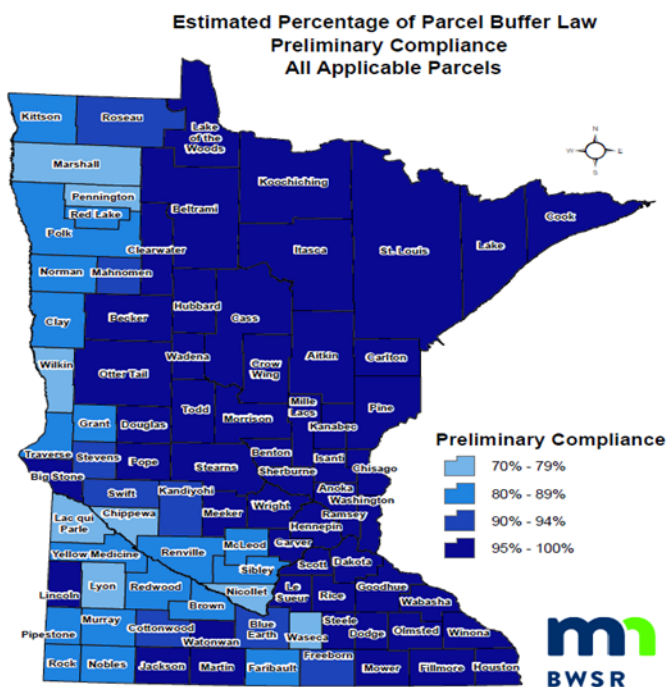 Estimated Percentage of Parcel Buffer Law
Preliminary Compliance
All Applicable Parcels
Kittson
Roseau
Lake
of the
Woods
N
W E
S
Marshall
Koochiching
Pennington
Red Lake
Beltrami
Cook
Polk
Clearwater
Itasca
St. Louis
Lake
Norman
Mahnomen
Hubbard
Cass
Clay
Becker
Wadena
Aitkin
Carlton
Wilkin
Otter Tail
Crow
Wing
Mille
Lacs
Pine
Todd
Morrison
Kanabec
Grant
Douglas
Traverse
Stevens
Pope
Stearns
Benton
Isanti
Chisago
Big Stone
Sherburne
Preliminary Compliance
70% - 79%
80% - 89%
90% - 94%
95% - 100%
Swift
Kandiyohi
Anoka
Washington
Lac qui
Parle
Chippewa
Meeker
Wright
Ramsey
Hennepin
Yellow Medicine
Renville
McLeod
Carver
Scott
Dakota
Sibley
Lincoln
Lyon
Redwood
Nicollet
Le
Sueur
Rice
Goodhue
Wabasha
Brown
Pipestone
Murray
Cottonwood
Watonwan
Blue
Earth
Waseca
Steele
Dodge
Olmsted
Winona
Rock
Nobles
Jackson
Martin
Faribault
Freeborn
Mower
Fillmore
Houston
mn
BWSR